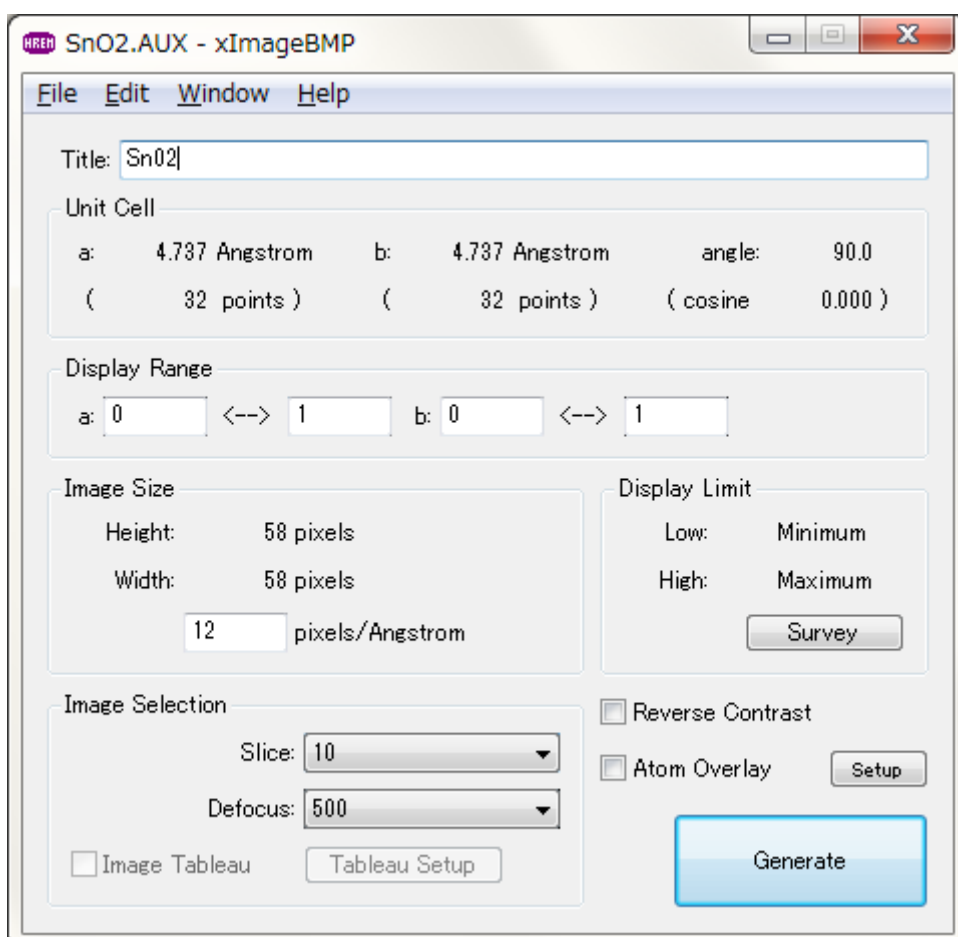 HREM SnO2.AUX - xImageBMP
File Edit Window Help
Title: Sn02
Unit Cell
a: 4.737 Angstrom b: 4.737 Angstrom angle: 90.0
( 32 points ) ( 32 points ) ( cosine 0.000 )
Display Range
a: 0 <--> 1 b: 0 <--> 1
Image Size
Height: 58 pixels
Width: 58 pixels
12 pixels/Angstrom
Display Limit
Low: Minimum
High: Maximum
Survey
Image Selection
Slice: 10
Defocus: 500
Image Tableau Tableau Setup
Reverse Contrast
Atom Overlay Setup
Generate